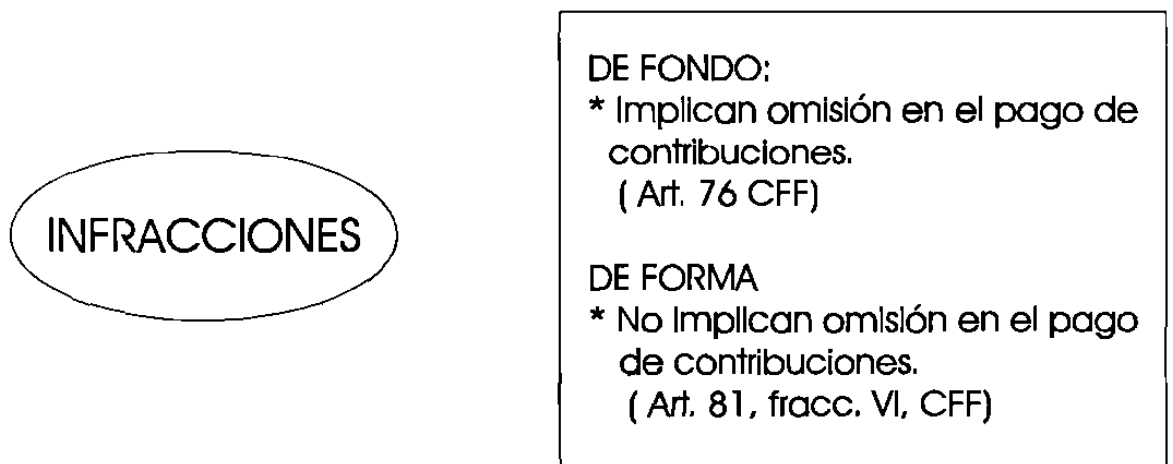 INFRACCIONES
DE FONDO:
* Implican omisión en el pago de
contribuciones.
( Art. 76 CFF)
DE FORMA
* No Implican omisión en el pago
de contribuciones.
( Art. 81, fracc. VI, CFF)